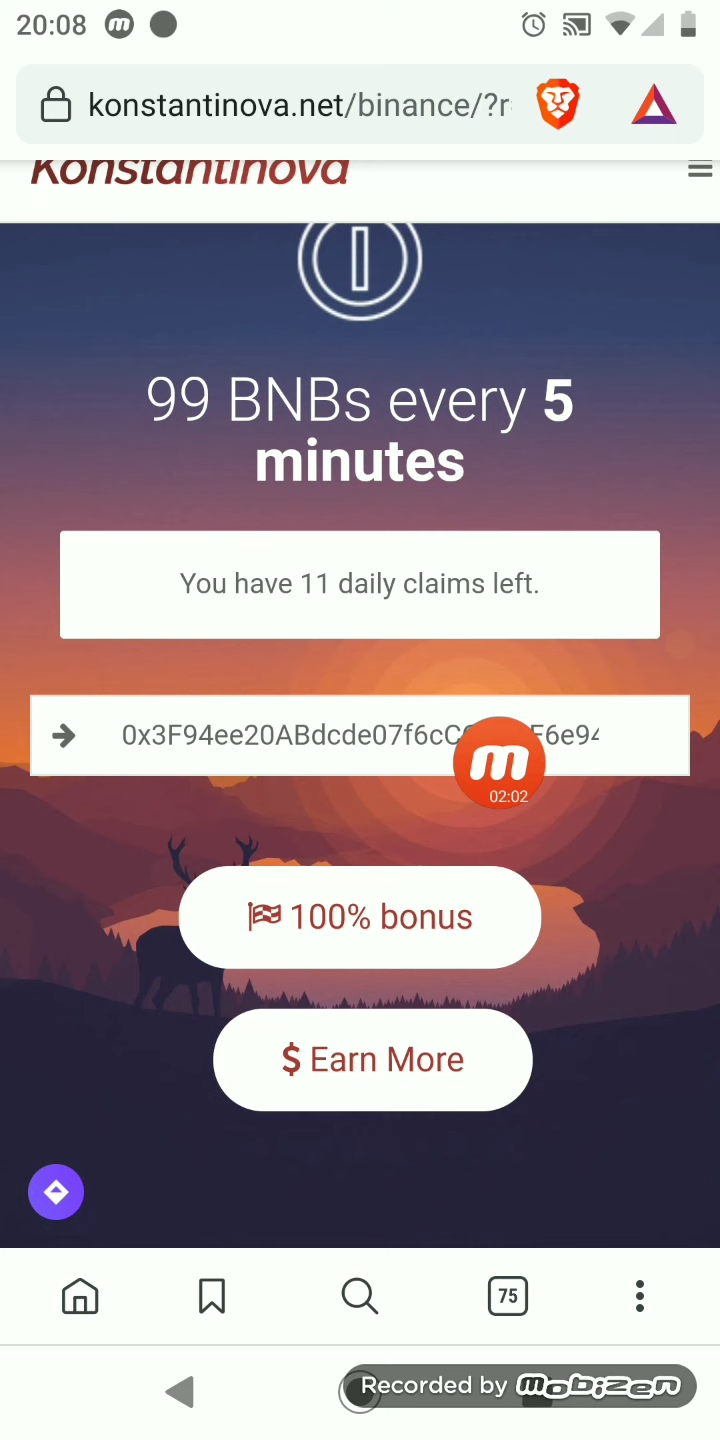 20:08
konstantinova.net/binance/?r
Konstantinova
99 BNBs every 5
minutes
You have 11 daily claims left.
0x3F94ee20ABdcde07f6cC F6e94
m
02:02
100% bonus
$ Earn More
75
Recorded by mobizen